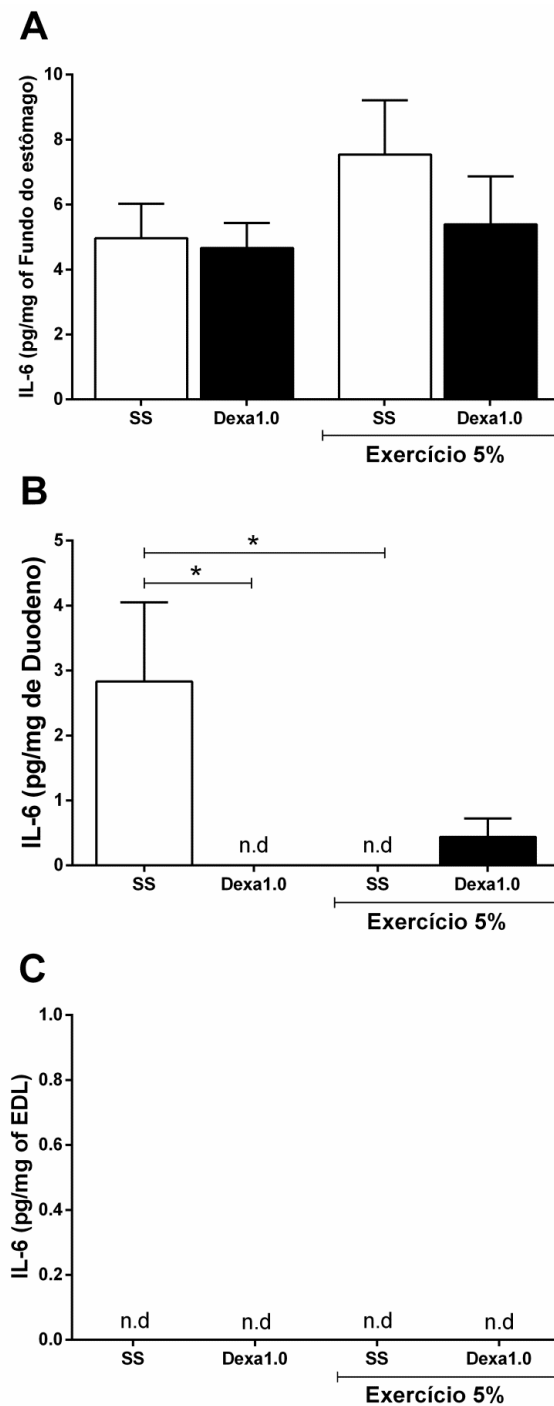 A
IL-6 (pg/mg of Fundo do estômago)
10
8
6
4
2
0
SS Dexa1.0 SS Dexa1.0
Exercício 5%
B
IL-6 (pg/mg de Duodeno)
5
4
3
2
1
0
* 
*
n.d n.d
SS Dexa1.0 SS Dexa1.0
Exercício 5%
C
IL-6 (pg/mg of EDL)
1.0
0.8
0.6
0.4
0.2
0.0
n.d n.d n.d n.d
SS Dexa1.0 SS Dexa1.0
Exercício 5%